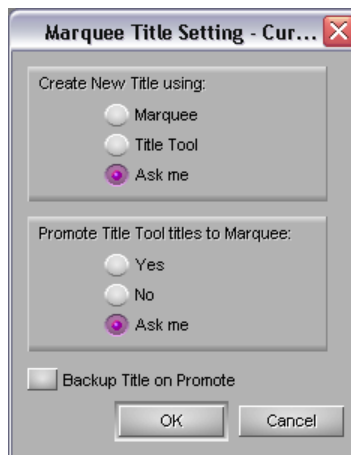 Marquee Title Setting - Cur...
Create New Title using:
Marquee
Title Tool
Ask me
Promote Title Tool titles to Marquee:
Yes
No
Ask me
Backup Title on Promote
OK Cancel